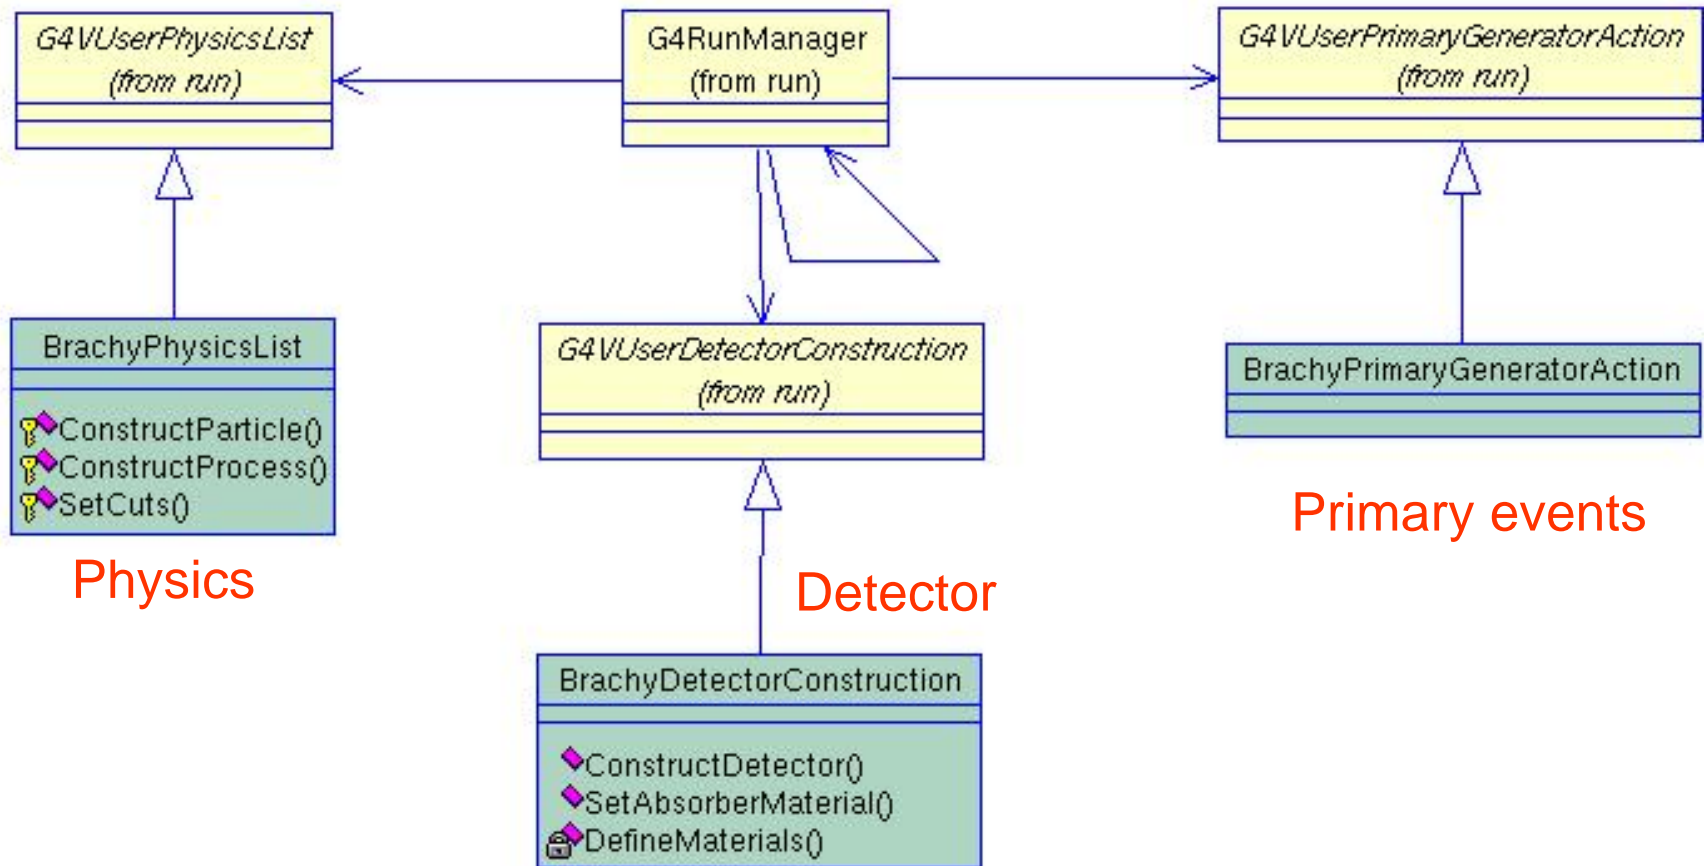 G4VUserPhysicsList
(from run)
G4RunManager
(from run)
G4VUserPrimaryGeneratorAction
(from run)
BrachyPhysicsList
ConstructParticle()
ConstructProcess()
SetCuts()
Physics
G4VUserDetectorConstruction
(from run)
BrachyPrimaryGeneratorAction
Primary events
Detector
BrachyDetectorConstruction
ConstructDetector()
SetAbsorberMaterial()
DefineMaterials()